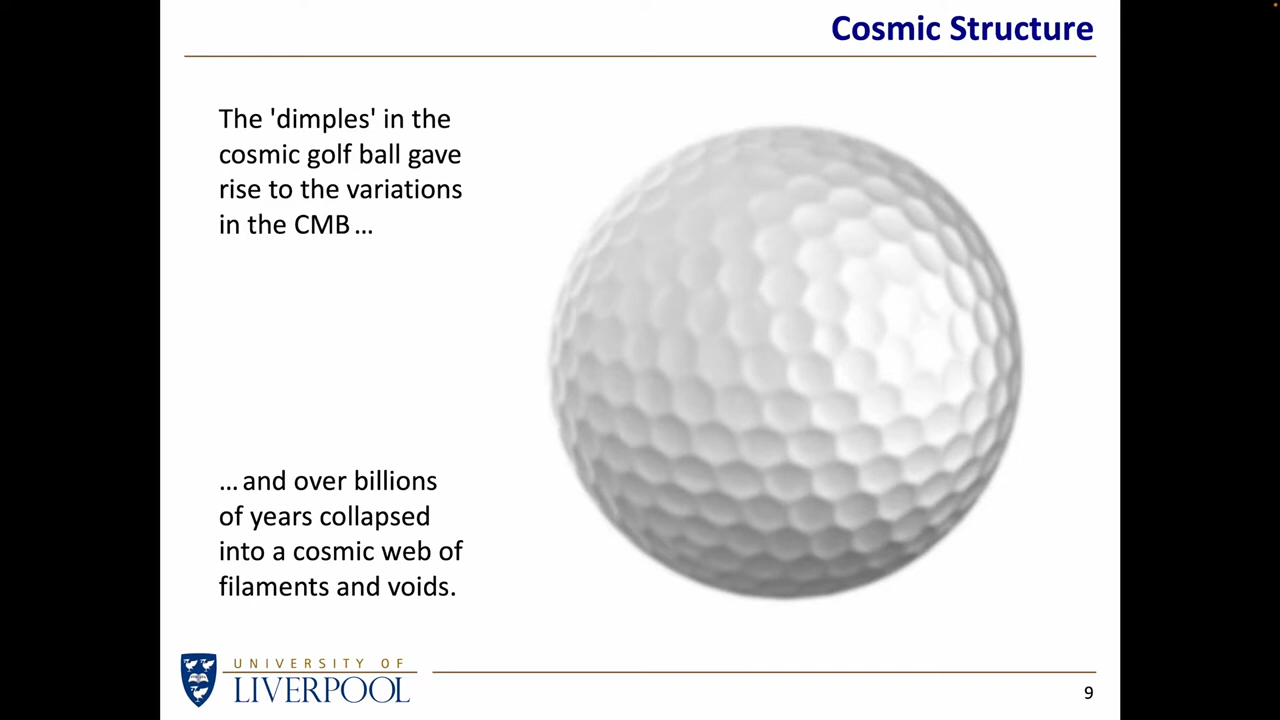 Cosmic Structure
The 'dimples' in the
cosmic golf ball gave
rise to the variations
in the CMB ...
... and over billions
of years collapsed
into a cosmic web of
filaments and voids.
UNIVERSITY OF
LIVERPOOL
9